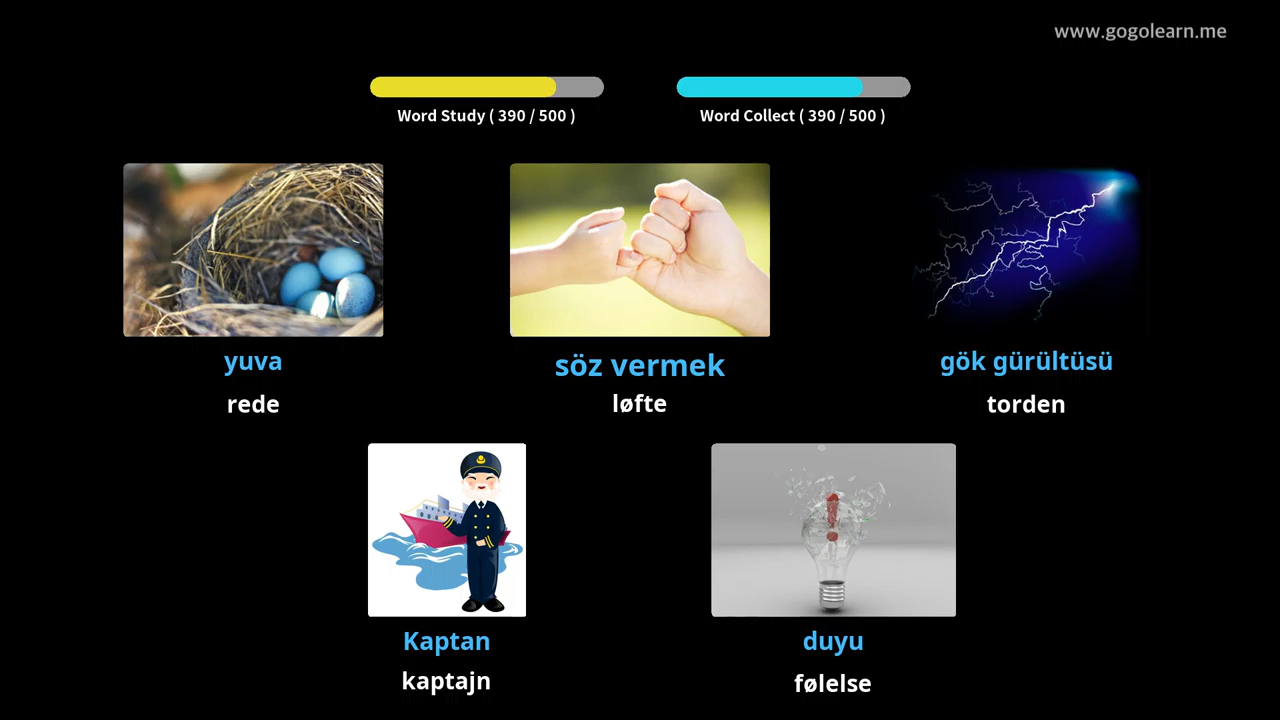 www.gogolearn.me
Word Study ( 390 / 500 )
Word Collect ( 390 / 500 )
yuva
rede
söz vermek
løfte
gök gürültüsü
torden
Kaptan
kaptajn
duyu
følelse